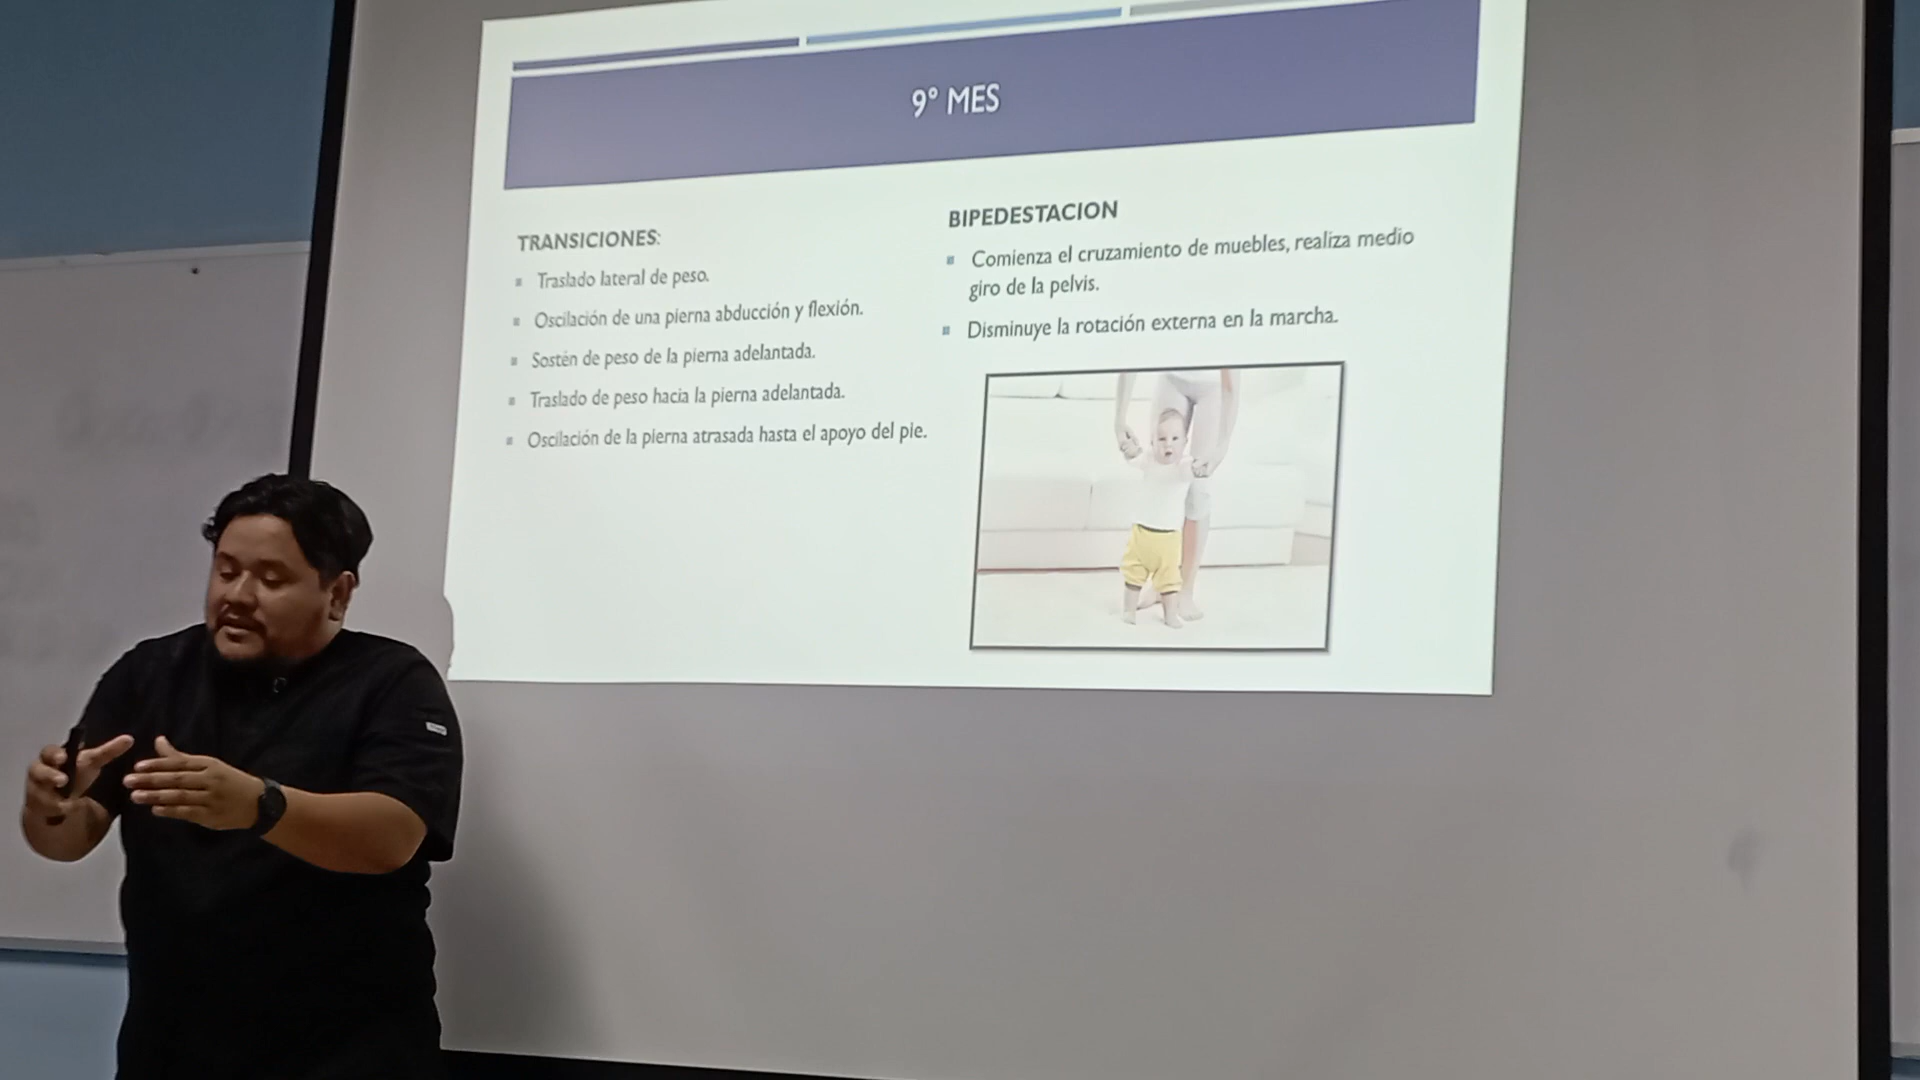 9º MES
TRANSICIONES:
Traslado lateral de peso.
Oscilación de una pierna abducción y flexión.
Sostén de peso de la pierna adelantada.
Traslado de peso hacia la pierna adelantada.
Oscilación de la pierna atrasada hasta el apoyo del pie.
BIPEDESTACION
Comienza el cruzamiento de muebles, realiza medio
giro de la pelvis.
Disminuye la rotación externa en la marcha.